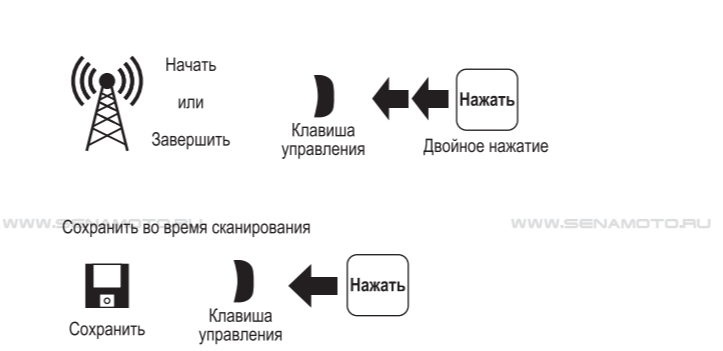 Начать
или
Завершить
Клавиша
управления
Нажать
Двойное нажатие
WWW.SENAMOTO.RU
WWW.SENAMOTO.RU
Сохранить во время сканирования
Сохранить
Клавиша
управления
Нажать